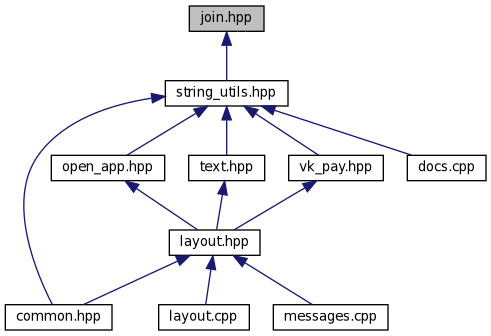 join.hpp
string_utils.hpp
open_app.hpp
text.hpp
vk_pay.hpp
docs.cpp
layout.hpp
common.hpp
layout.cpp
messages.cpp